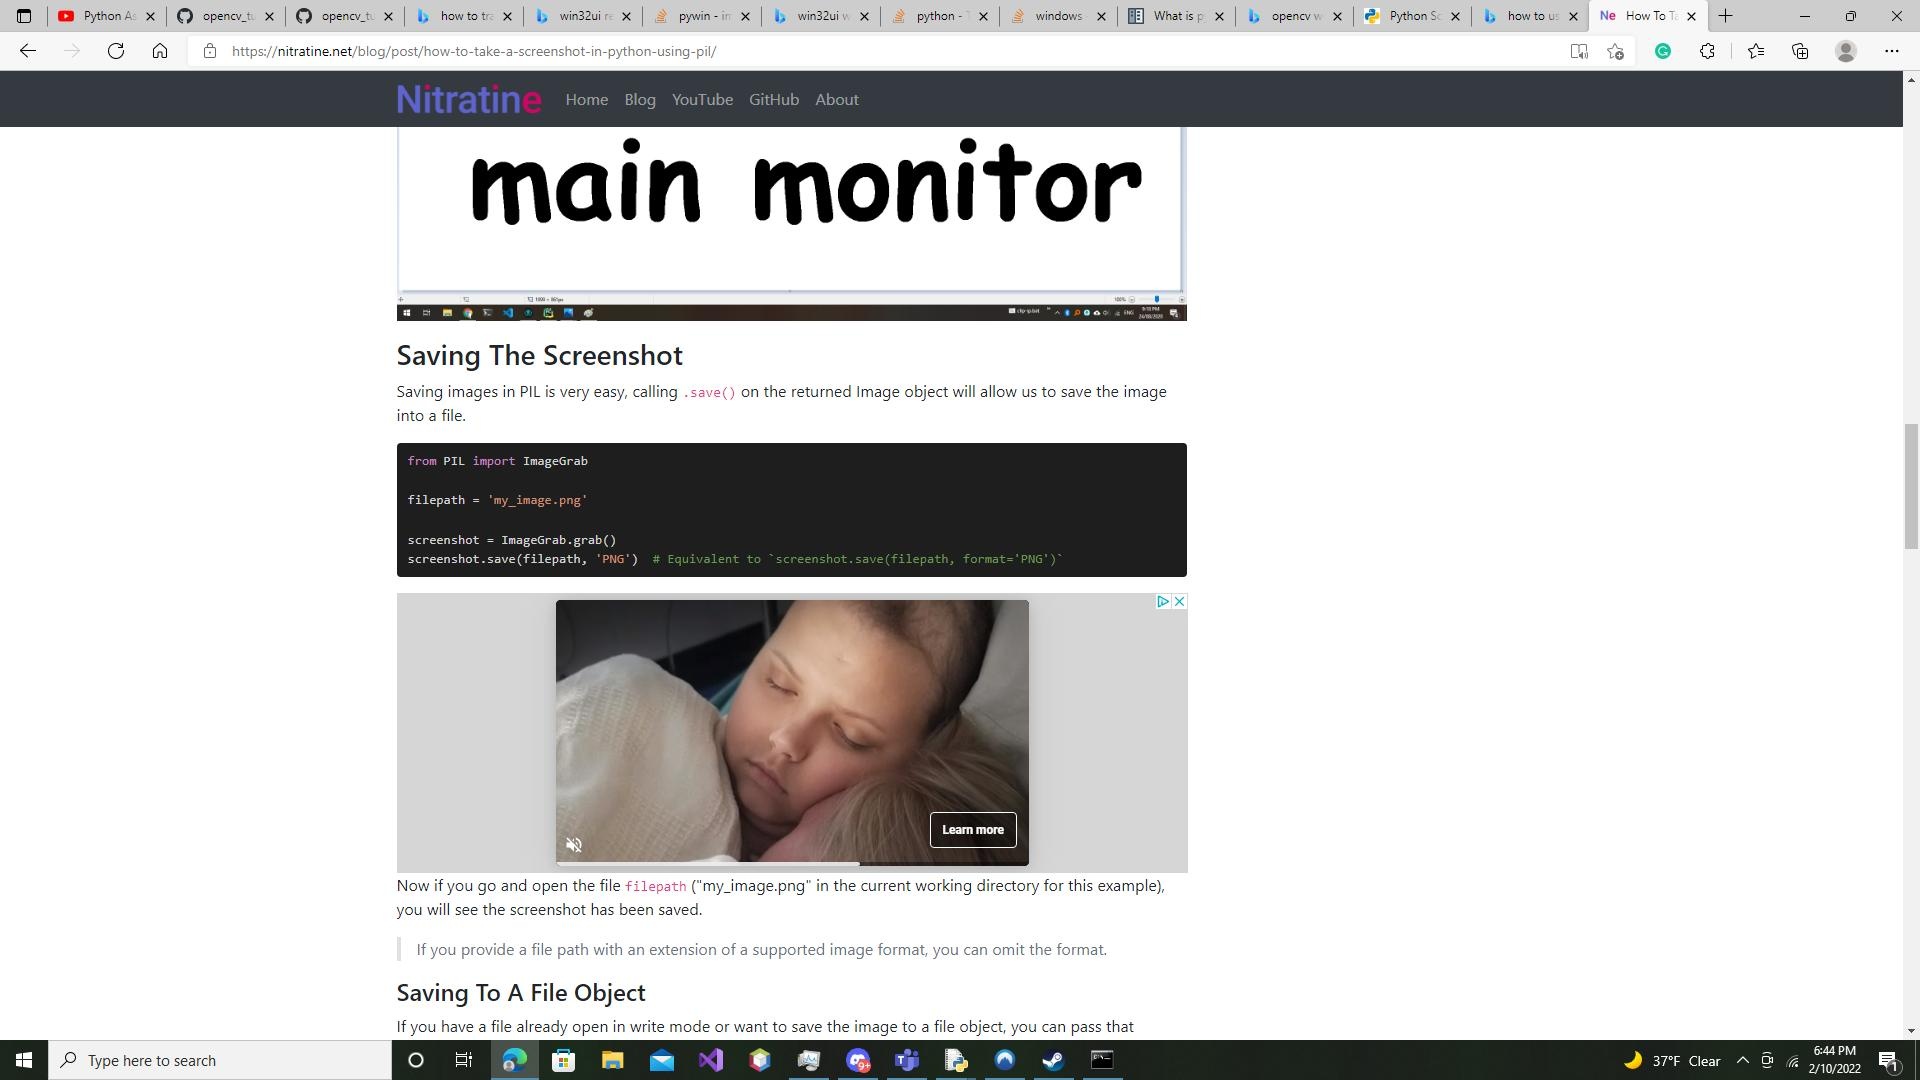 Python As
opencv_tu
opencv_tu
how to tra
win32ui re
pywin - in
win32ui w
python - T
windows
What is p
opencv w
Python Sc
how to us
Ne How To Ta
https://nitratine.net/blog/post/how-to-take-a-screenshot-in-python-using-pil/
Nitratine Home Blog YouTube GitHub About
main monitor
100%
ENG
Saving The Screenshot
Saving images in PIL is very easy, calling .save() on the returned Image object will allow us to save the image
into a file.
from PIL import ImageGrab
filepath = 'my_image.png'
screenshot = ImageGrab.grab()
screenshot.save(filepath, 'PNG')  # Equivalent to `screenshot.save(filepath, format='PNG')`
Learn more
Now if you go and open the file filepath ("my_image.png" in the current working directory for this example),
you will see the screenshot has been saved.
If you provide a file path with an extension of a supported image format, you can omit the format.
Saving To A File Object
If you have a file already open in write mode or want to save the image to a file object, you can pass that
Type here to search
9+
37°F Clear
6:44 PM
2/10/2022
1